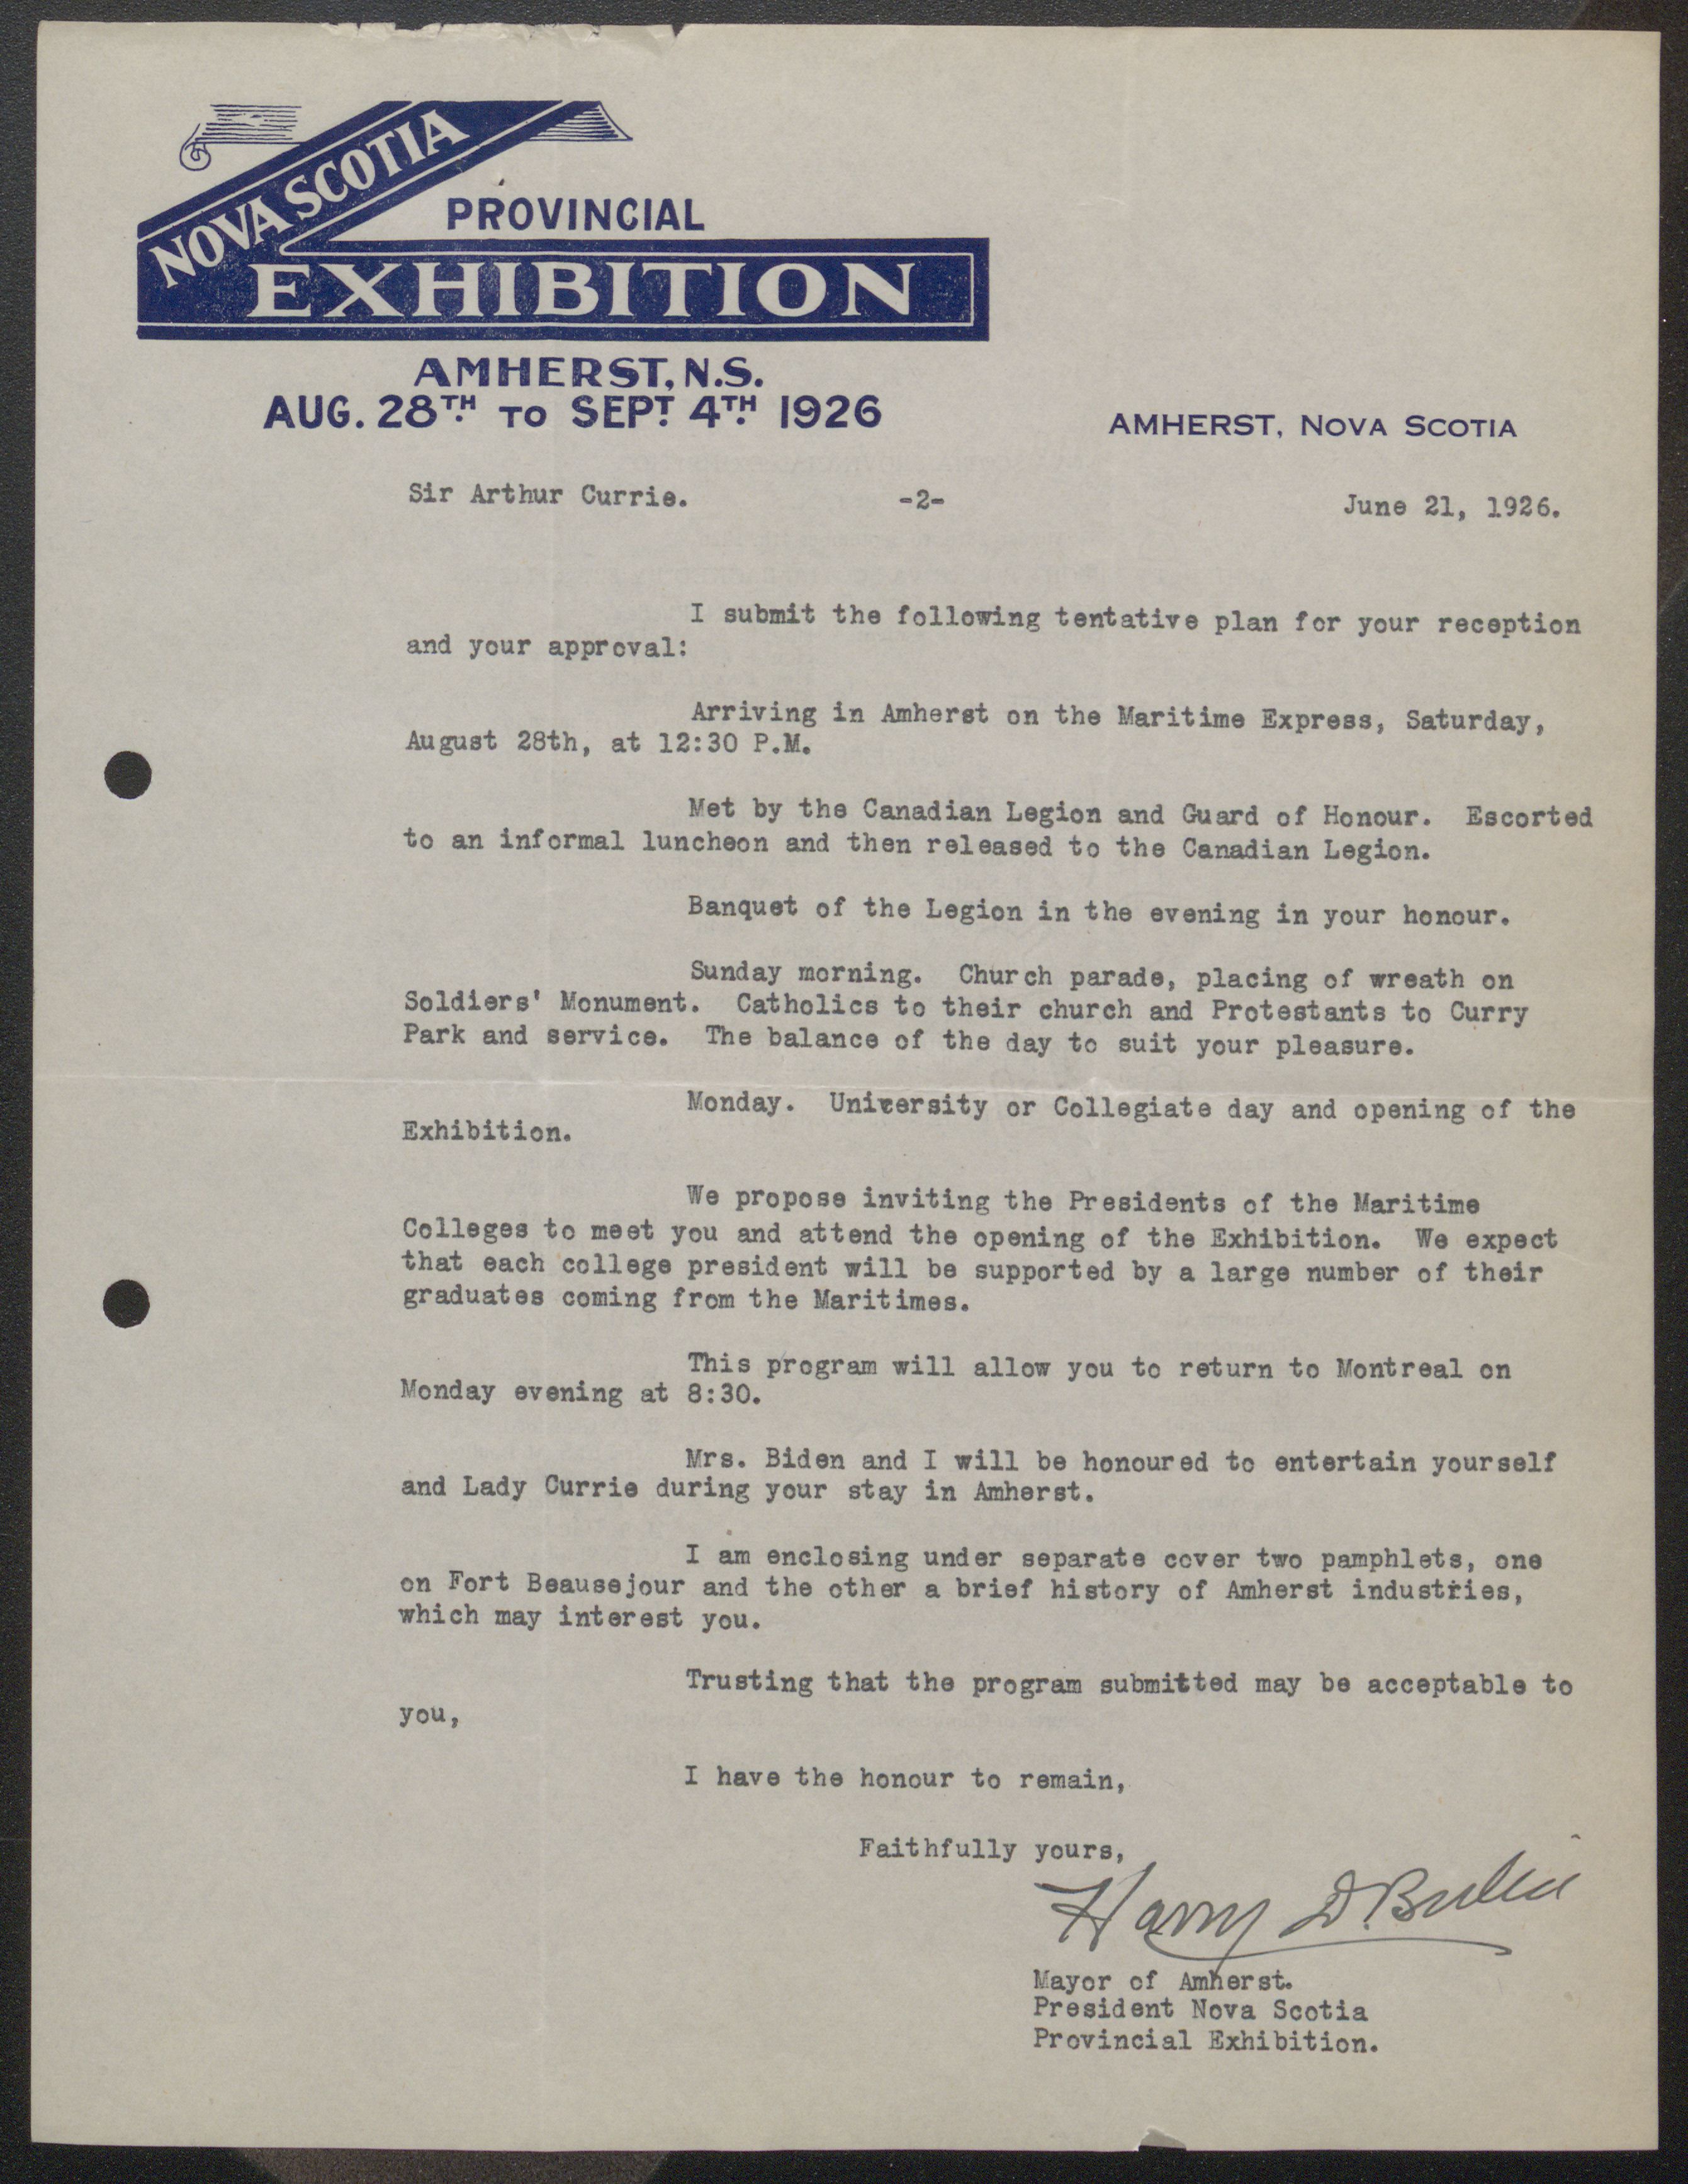 NOVA SCOTIA
PROVINCIAL
EXHIBITION
AMHERST, N.S.
AUG. 28TH TO SEPT. 4TH 1926
AMHERST, NOVA SCOTIA
Sir Arthur Currie. -2- June 21, 1926.
I submit the following tentative plan for your reception
and your approval:
Arriving in Amherst on the Maritime Express, Saturday,
August 28th, at 12:30 P.M.
Met by the Canadian Legion and Guard of Honour. Escorted
to an informal luncheon and then released to the Canadian Legion.
Banquet of the Legion in the evening in your honour.
Sunday morning. Church parade, placing of wreath on
Soldiers' Monument. Catholics to their church and Protestants to Curry
Park and service. The balance of the day to suit your pleasure.
Monday. University or Collegiate day and opening of the
Exhibition.
We propose inviting the Presidents of the Maritime
Colleges to meet you and attend the opening of the Exhibition. We expect
that each college president will be supported by a large number of their
graduates coming from the Maritimes.
This program will allow you to return to Montreal on
Monday evening at 8:30.
Mrs. Biden and I will be honoured to entertain yourself
and Lady Currie during your stay in Amherst.
I am enclosing under separate cover two pamphlets, one
on Fort Beausejour and the other a brief history of Amherst industries,
which may interest you.
Trusting that the program submitted may be acceptable to
you,
I have the honour to remain,
Faithfully yours,
Harry D. Biden
Mayor of Amherst.
President Nova Scotia
Provincial Exhibition.